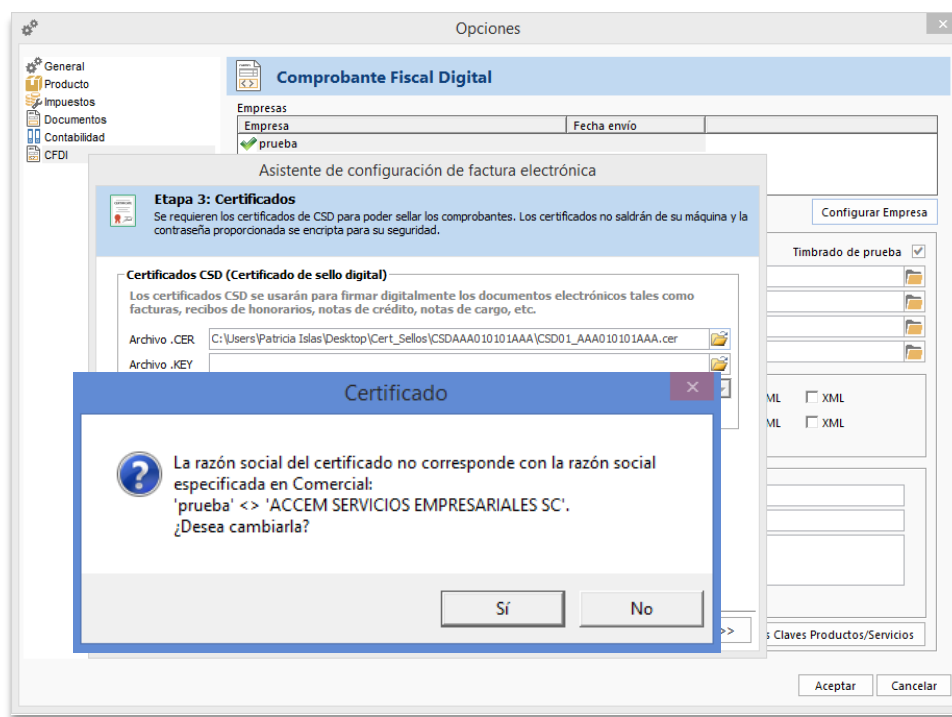 Opciones
General
Producto
Impuestos
Documentos
Contabilidad
CFDI
Comprobante Fiscal Digital
Empresas
Empresa Fecha envío
prueba
Configurar Empresa
Timbrado de prueba
Asistente de configuración de factura electrónica
Etapa 3: Certificados
Se requieren los certificados de CSD para poder sellar los comprobantes. Los certificados no saldrán de su máquina y la
contraseña proporcionada se encripta para su seguridad.
Certificados CSD (Certificado de sello digital)
Los certificados CSD se usarán para firmar digitalmente los documentos electrónicos tales como
facturas, recibos de honorarios, notas de crédito, notas de cargo, etc.
Archivo .CER C:\Users\Patricia Islas\Desktop\Cert_Sellos\CSDAAA010101AAA\CSD01_AAA010101AAA.cer
Archivo .KEY
ML XML
ML XML
Certificado
La razón social del certificado no corresponde con la razón social
especificada en Comercial:
'prueba' <> 'ACCEM SERVICIOS EMPRESARIALES SC'.
¿Desea cambiarla?
Sí No
>>
s Claves Productos/Servicios
Aceptar Cancelar